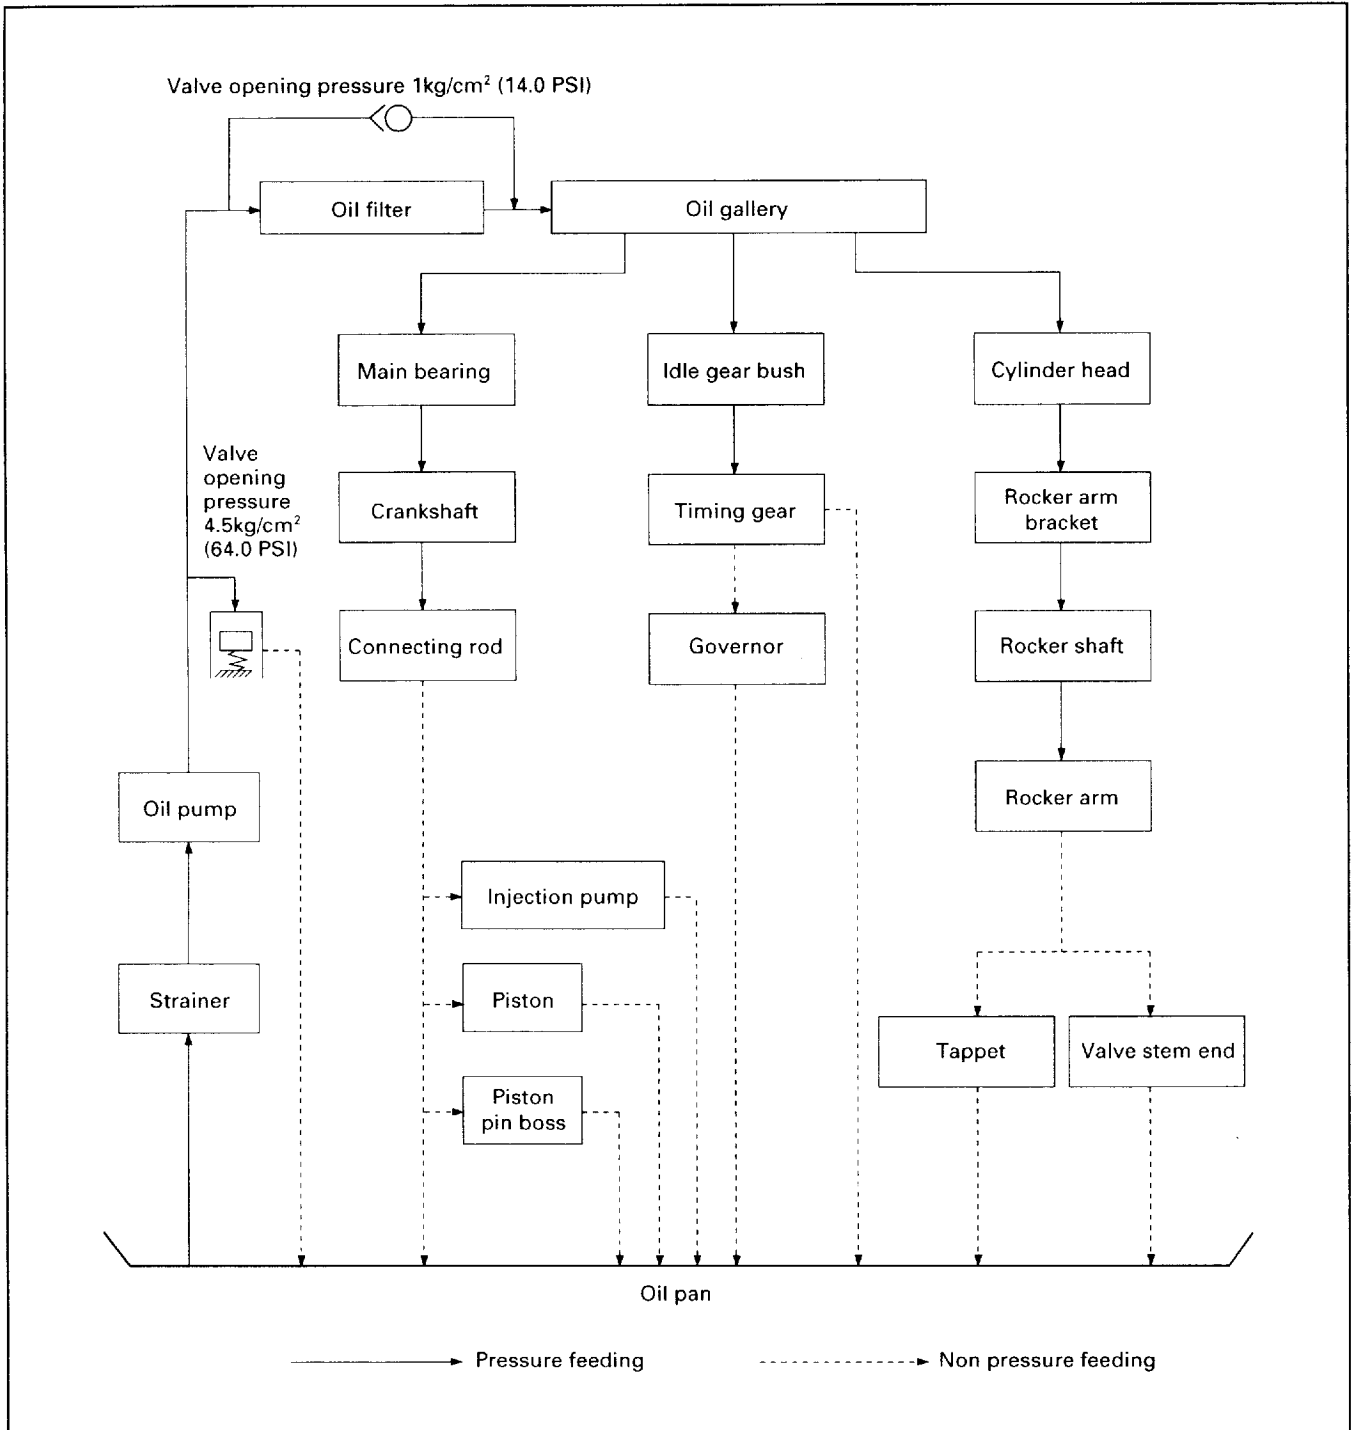 Valve opening pressure 1kg/cm² (14.0 PSI)
Oil filter
Oil gallery
Main bearing
Idle gear bush
Cylinder head
Valve
opening
pressure
4.5kg/cm²
(64.0 PSI)
Crankshaft
Timing gear
Rocker arm
bracket
Connecting rod
Governor
Rocker shaft
Oil pump
Rocker arm
Injection pump
Strainer
Piston
Tappet
Valve stem end
Piston
pin boss
Oil pan
Pressure feeding
Non pressure feeding